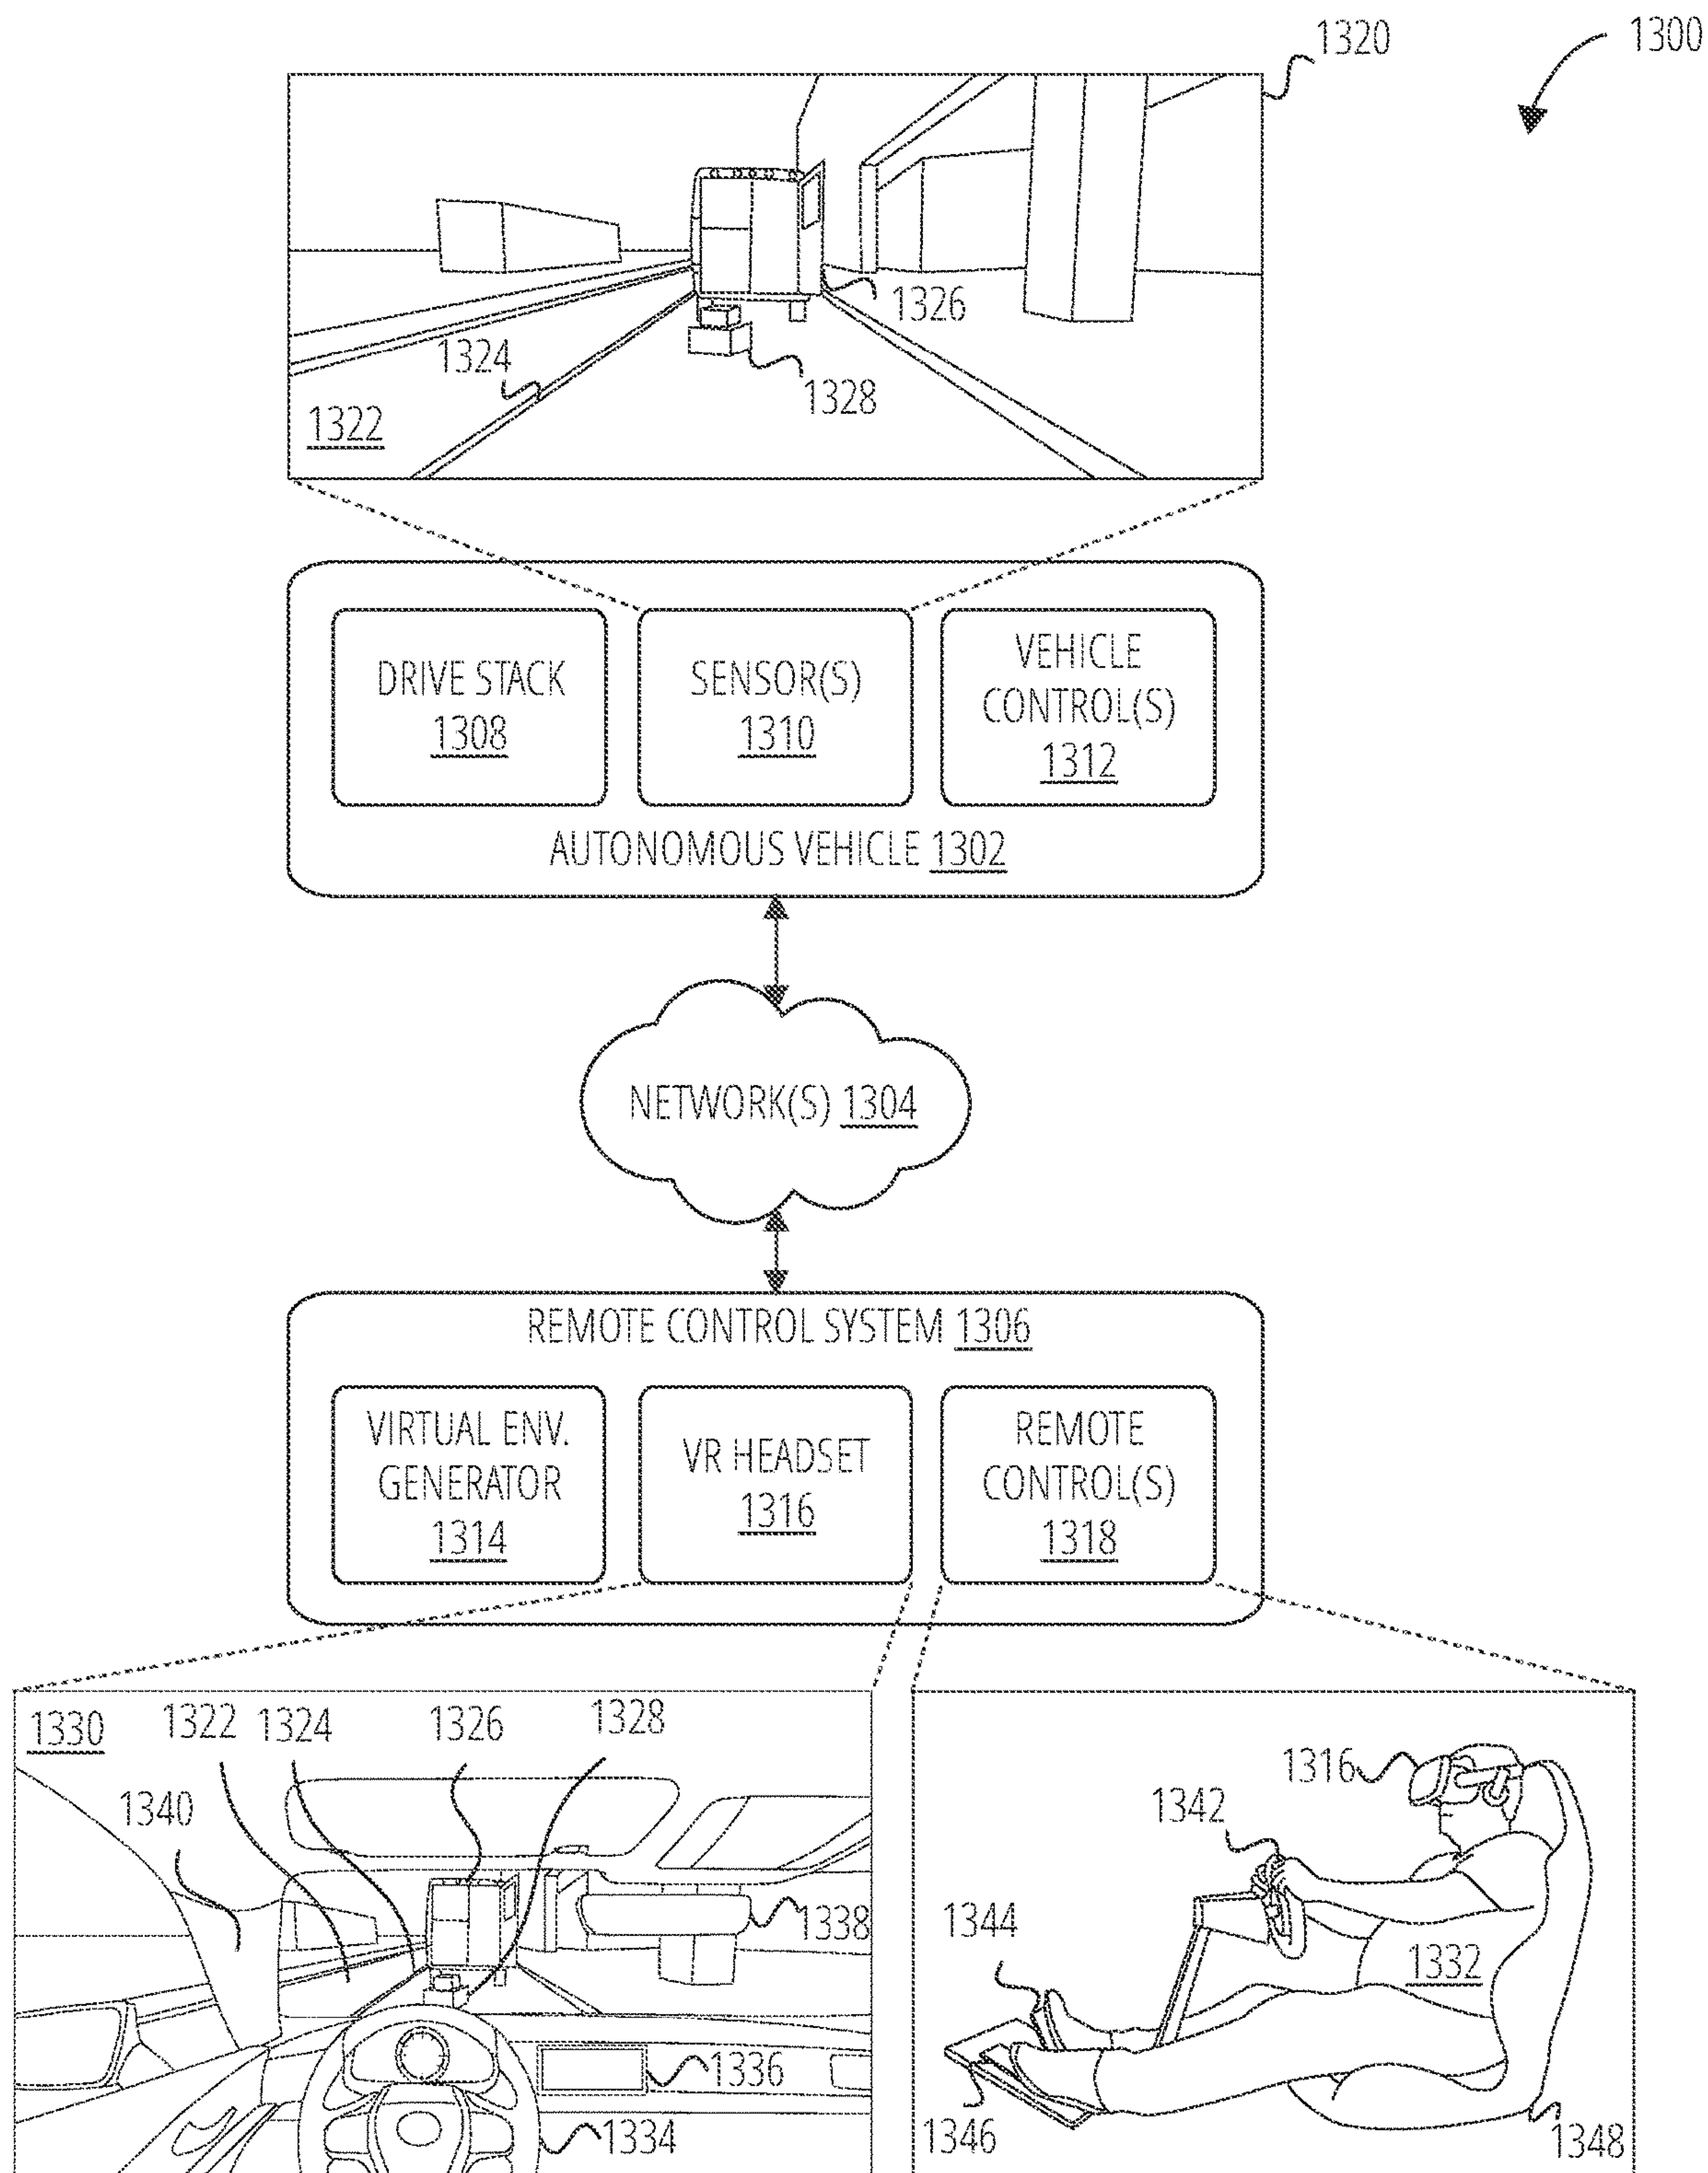 1320
1300
1326
1324
1328
1322
DRIVE STACK
1308
SENSOR(S)
1310
VEHICLE
CONTROL(S)
1312
AUTONOMOUS VEHICLE 1302
NETWORK(S) 1304
REMOTE CONTROL SYSTEM 1306
VIRTUAL ENV.
GENERATOR
1314
VR HEADSET
1316
REMOTE
CONTROL(S)
1318
1330
1322
1324
1326
1328
1340
1338
1336
1334
1316
1342
1344
1332
1346
1348